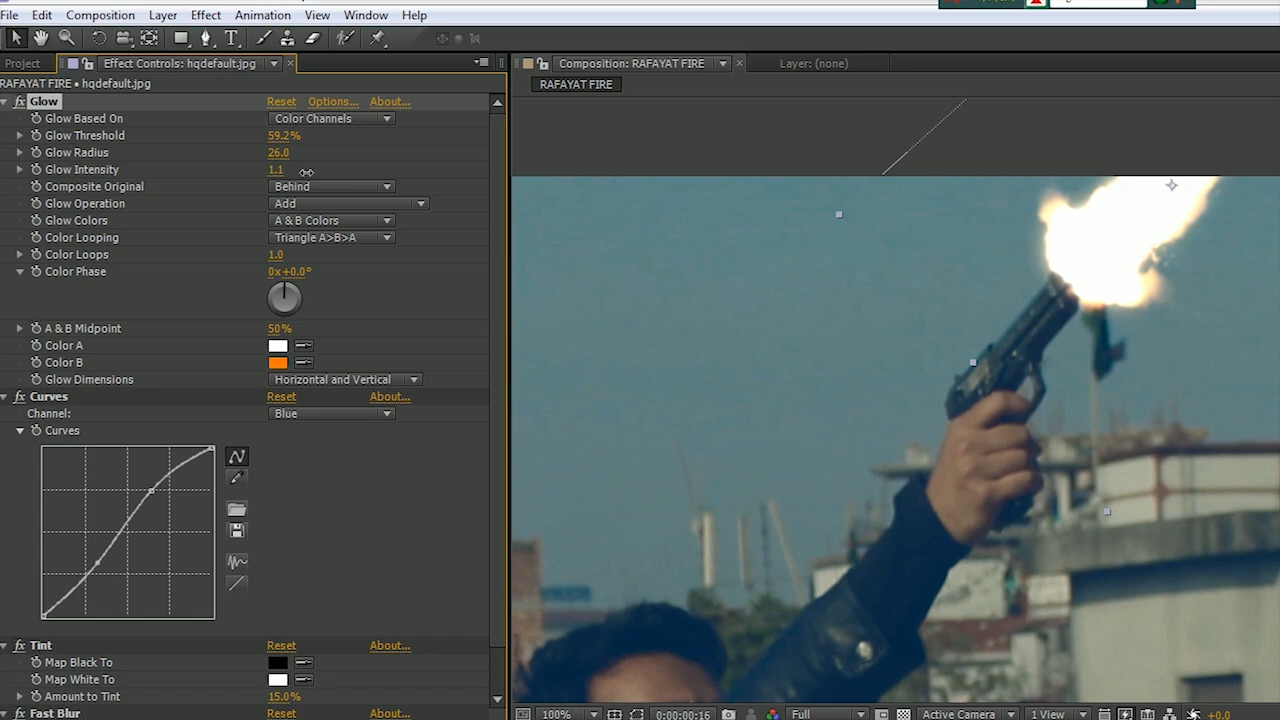 File Edit Composition Layer Effect Animation View Window Help
Project Effect Controls: hqdefault.jpg Composition: RAFAYAT FIRE Layer: (none)
RAFAYAT FIRE • hqdefault.jpg
RAFAYAT FIRE
fx Glow Reset Options... About...
Glow Based On Color Channels
Glow Threshold 59.2%
Glow Radius 26.0
Glow Intensity 1.1
Composite Original Behind
Glow Operation Add
Glow Colors A & B Colors
Color Looping Triangle A>B>A
Color Loops 1.0
Color Phase 0x+0.0°
A & B Midpoint 50%
Color A
Color B
Glow Dimensions Horizontal and Vertical
fx Curves Reset About...
Channel: Blue
Curves
fx Tint Reset About...
Map Black To
Map White To
Amount to Tint 15.0%
fx Fast Blur Reset About...
100% 0:00:00:16 Full Active Camera 1 View +0.0